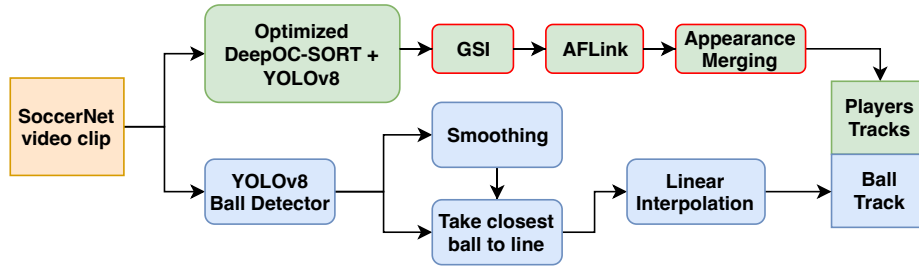 Optimized
DeepOC-SORT +
YOLOv8
GSI
AFLink
Appearance
Merging
SoccerNet
video clip
Players
Tracks
Smoothing
YOLOv8
Ball Detector
Take closest
ball to line
Linear
Interpolation
Ball
Track